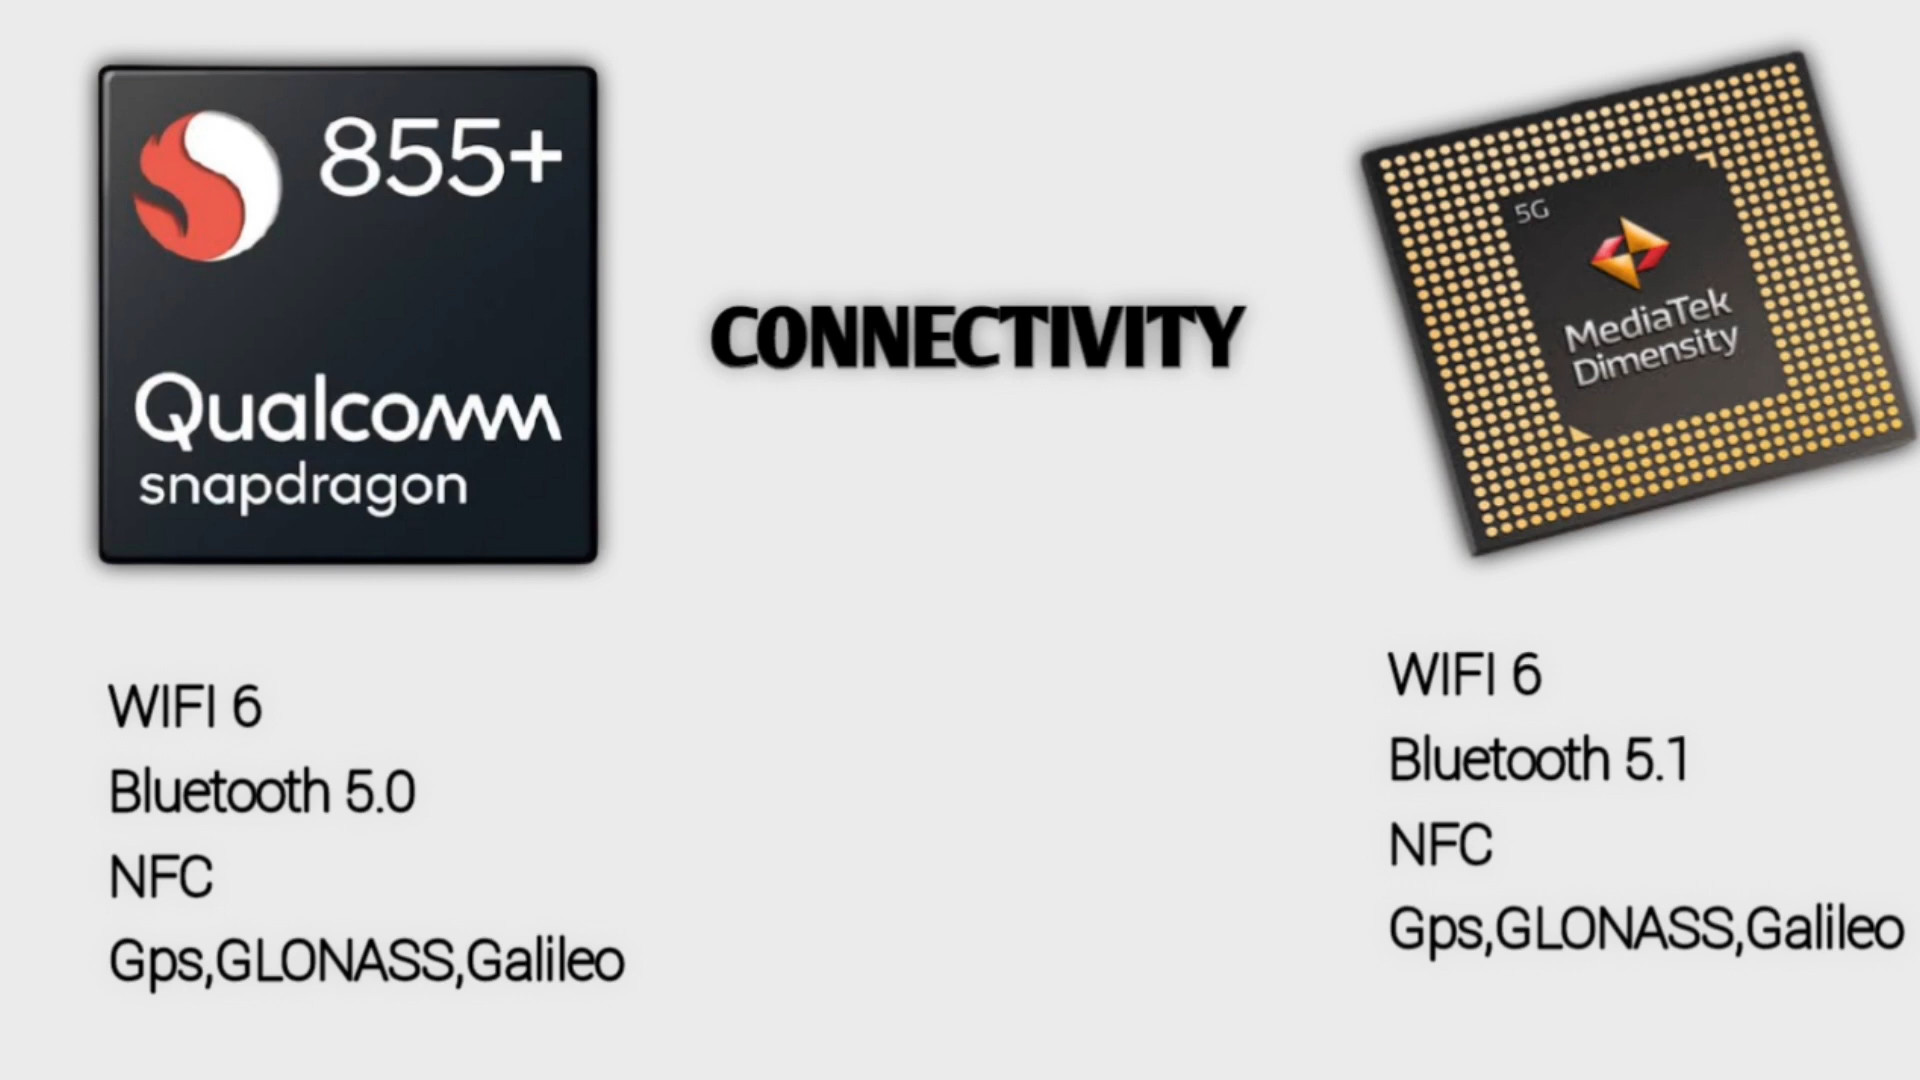 855+
Qualcomm
snapdragon
CONNECTIVITY
5G
MediaTek
Dimensity
WIFI 6
Bluetooth 5.0
NFC
Gps,GLONASS,Galileo
WIFI 6
Bluetooth 5.1
NFC
Gps,GLONASS,Galileo